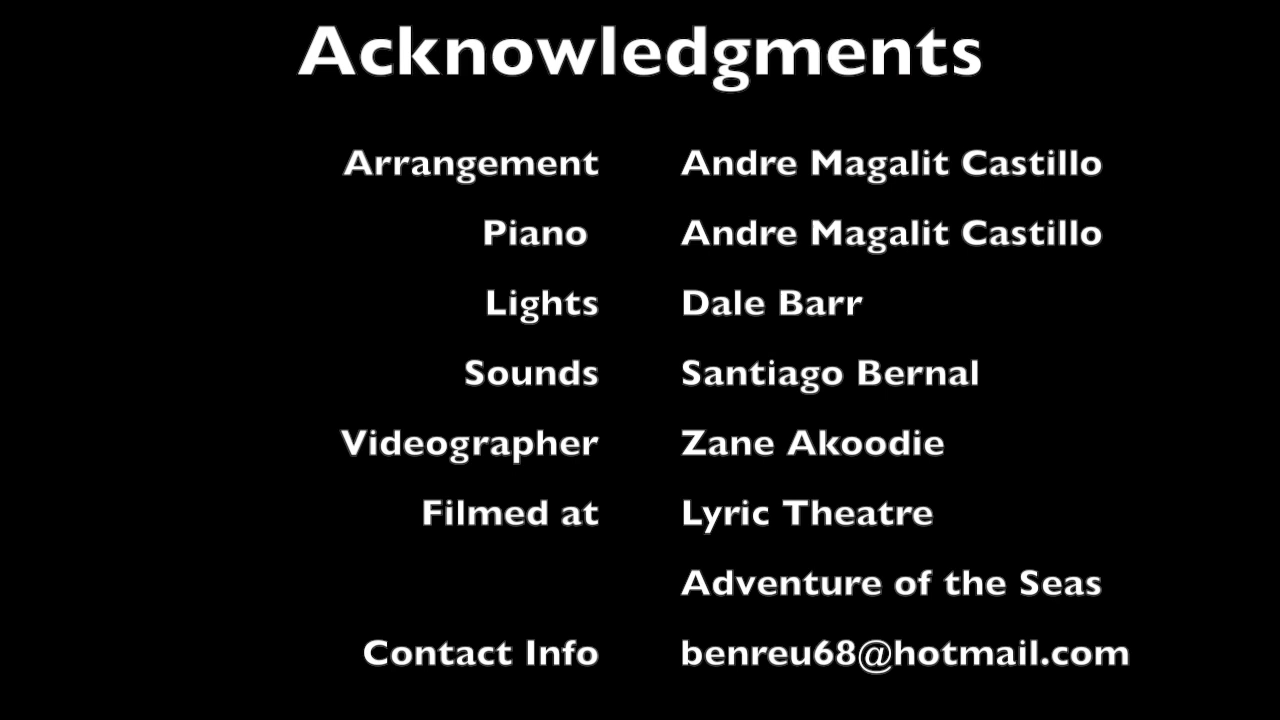 Acknowledgments
Arrangement Andre Magalit Castillo
Piano Andre Magalit Castillo
Lights Dale Barr
Sounds Santiago Bernal
Videographer Zane Akoodie
Filmed at Lyric Theatre
Adventure of the Seas
Contact Info benreu68@hotmail.com